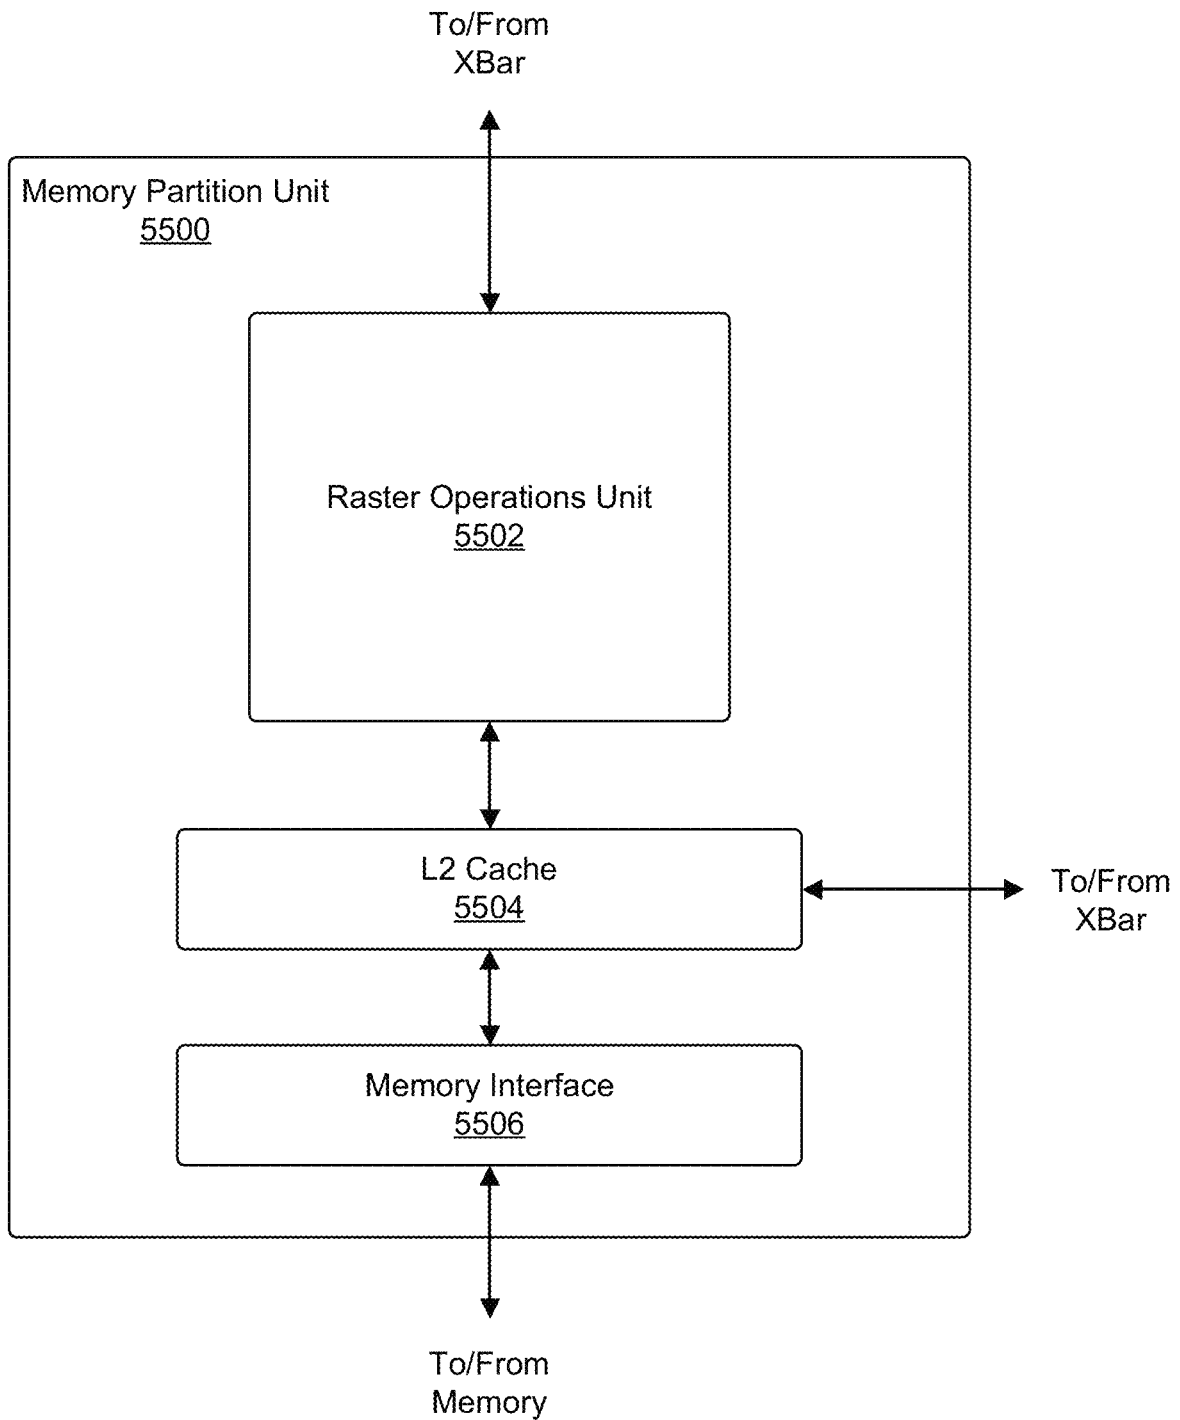 To/From
XBar
Memory Partition Unit
5500
Raster Operations Unit
5502
L2 Cache
5504
To/From
XBar
Memory Interface
5506
To/From
Memory